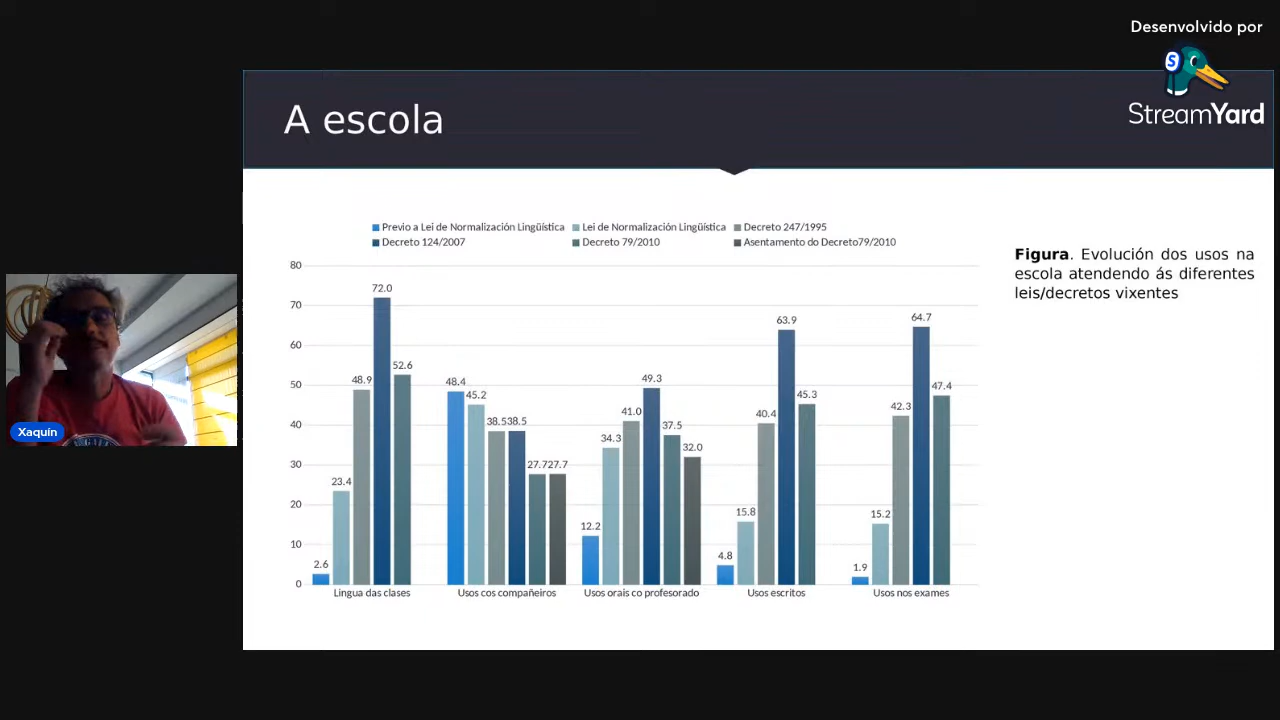 Desenvolvido por
S
StreamYard
A escola
Previo a Lei de Normalización Lingüística Lei de Normalización Lingüística Decreto 247/1995
Decreto 124/2007 Decreto 79/2010 Asentamento do Decreto79/2010
Figura. Evolución dos usos na
escola atendendo ás diferentes
leis/decretos vixentes
80
70
60
50
40
30
20
10
0
2.6 23.4 48.9 72.0 52.6
48.4 45.2 38.5 38.5 27.7 27.7
12.2 34.3 41.0 49.3 37.5 32.0
4.8 15.8 40.4 63.9 45.3
1.9 15.2 42.3 64.7 47.4
Lingua das clases Usos cos compañeiros Usos orais co profesorado Usos escritos Usos nos exames
Xaquín